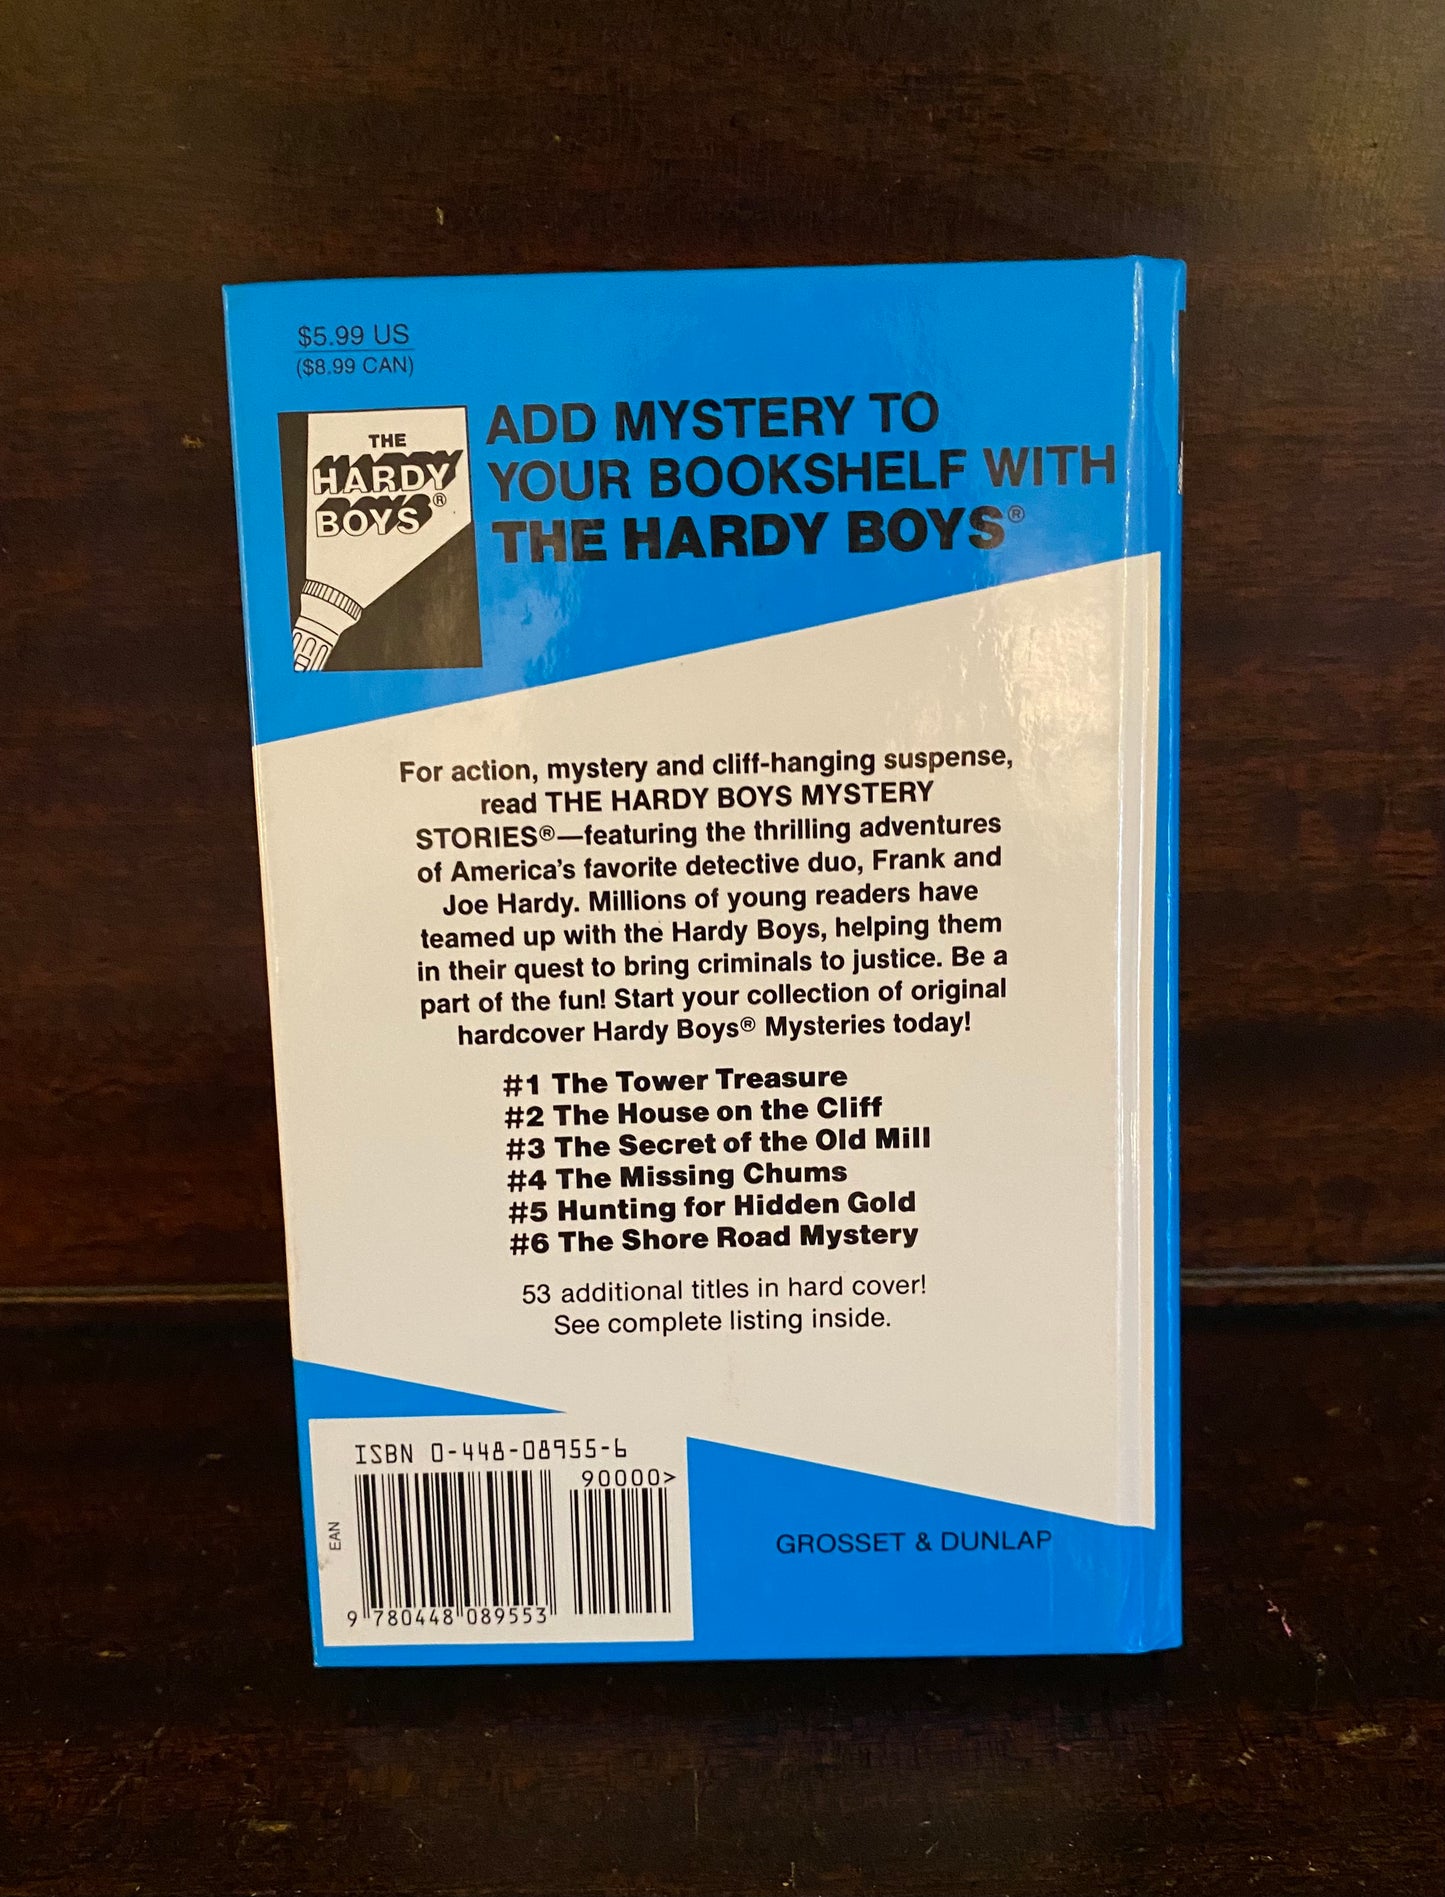 $5.99 US
($8.99 CAN)
THE
HARDY
BOYS®
ADD MYSTERY TO
YOUR BOOKSHELF WITH
THE HARDY BOYS®
For action, mystery and cliff-hanging suspense,
read THE HARDY BOYS MYSTERY
STORIES®—featuring the thrilling adventures
of America's favorite detective duo, Frank and
Joe Hardy. Millions of young readers have
teamed up with the Hardy Boys, helping them
in their quest to bring criminals to justice. Be a
part of the fun! Start your collection of original
hardcover Hardy Boys® Mysteries today!
#1 The Tower Treasure
#2 The House on the Cliff
#3 The Secret of the Old Mill
#4 The Missing Chums
#5 Hunting for Hidden Gold
#6 The Shore Road Mystery
53 additional titles in hard cover!
See complete listing inside.
ISBN 0-448-08955-6
90000>
EAN
9 780448 089553
GROSSET & DUNLAP